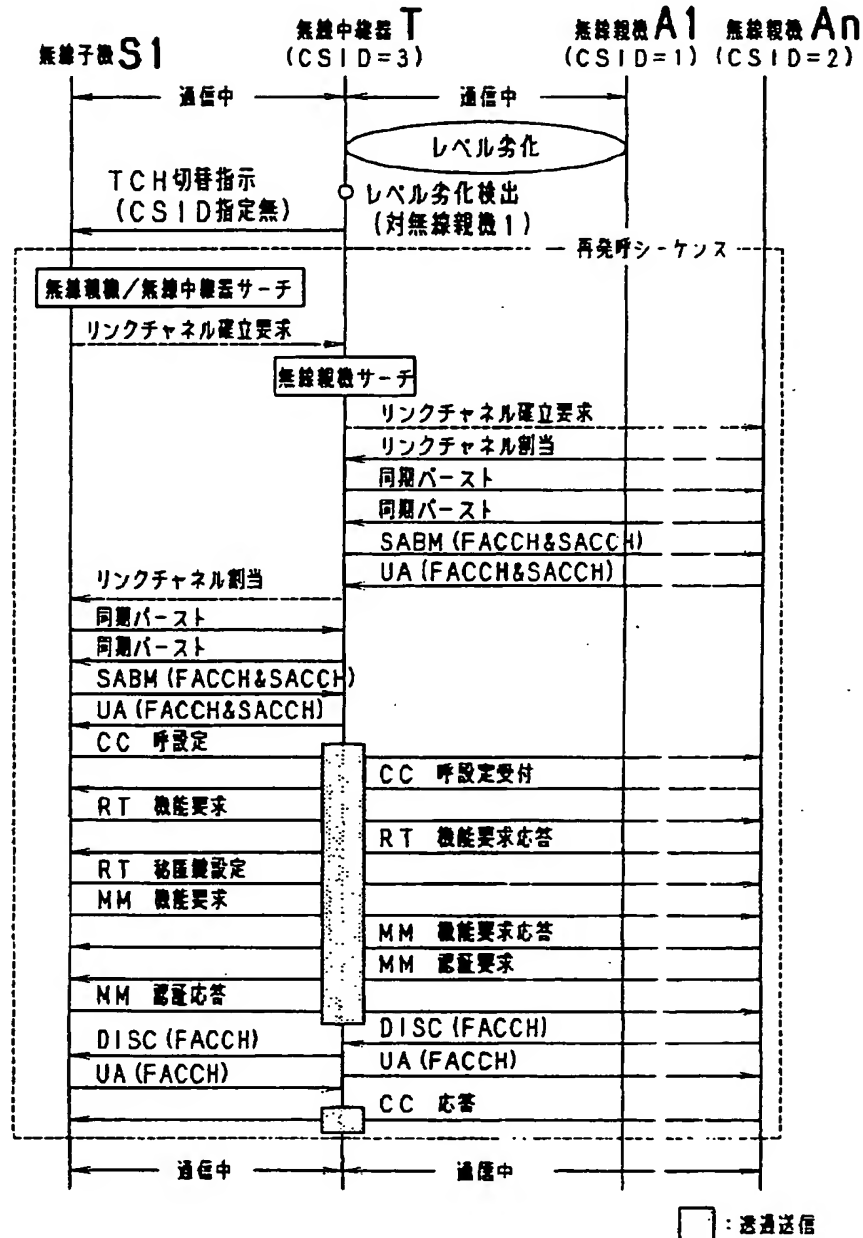 無線子機S1
無線中継器T
(CSID=3)
無線親機A1
(CSID=1)
無線親機An
(CSID=2)
通信中
通信中
レベル劣化
TCH切替指示
(CSID指定無)
レベル劣化検出
(対無線親機1)
再発呼シーケンス
無線親機/無線中継器サーチ
リンクチャネル確立要求
無線親機サーチ
リンクチャネル確立要求
リンクチャネル割当
同期バースト
同期バースト
SABM(FACCH&SACCH)
UA(FACCH&SACCH)
リンクチャネル割当
同期バースト
同期バースト
SABM(FACCH&SACCH)
UA(FACCH&SACCH)
CC 呼設定
CC 呼設定受付
RT 機能要求
RT 機能要求応答
RT 秘匿鍵設定
MM 機能要求
MM 機能要求応答
MM 認証要求
MM 認証応答
DISC(FACCH)
DISC(FACCH)
UA(FACCH)
UA(FACCH)
CC 応答
通信中
通信中
:透過送信